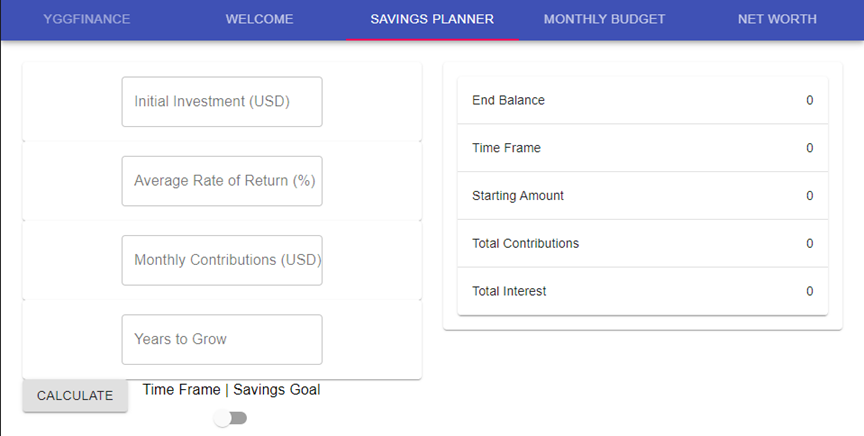 YGGFINANCE WELCOME SAVINGS PLANNER MONTHLY BUDGET NET WORTH
Initial Investment (USD)
Average Rate of Return (%)
Monthly Contributions (USD)
Years to Grow
CALCULATE
Time Frame | Savings Goal
End Balance 0
Time Frame 0
Starting Amount 0
Total Contributions 0
Total Interest 0